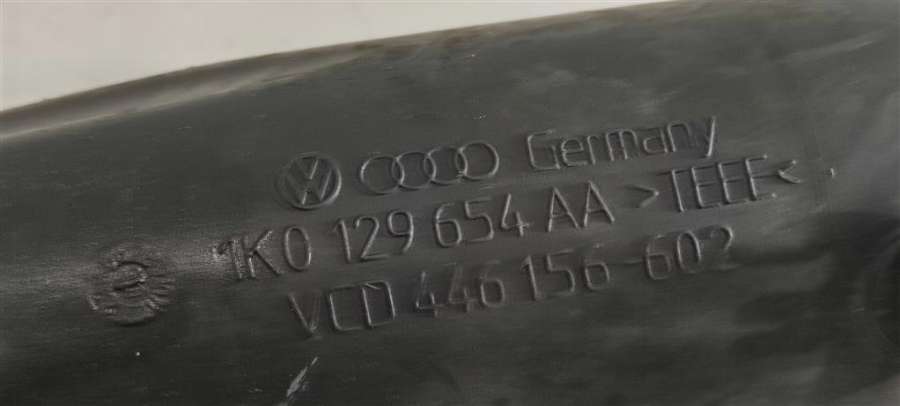 Germany
1K0 129 654 AA >TEEE<
VCD 446 156-602